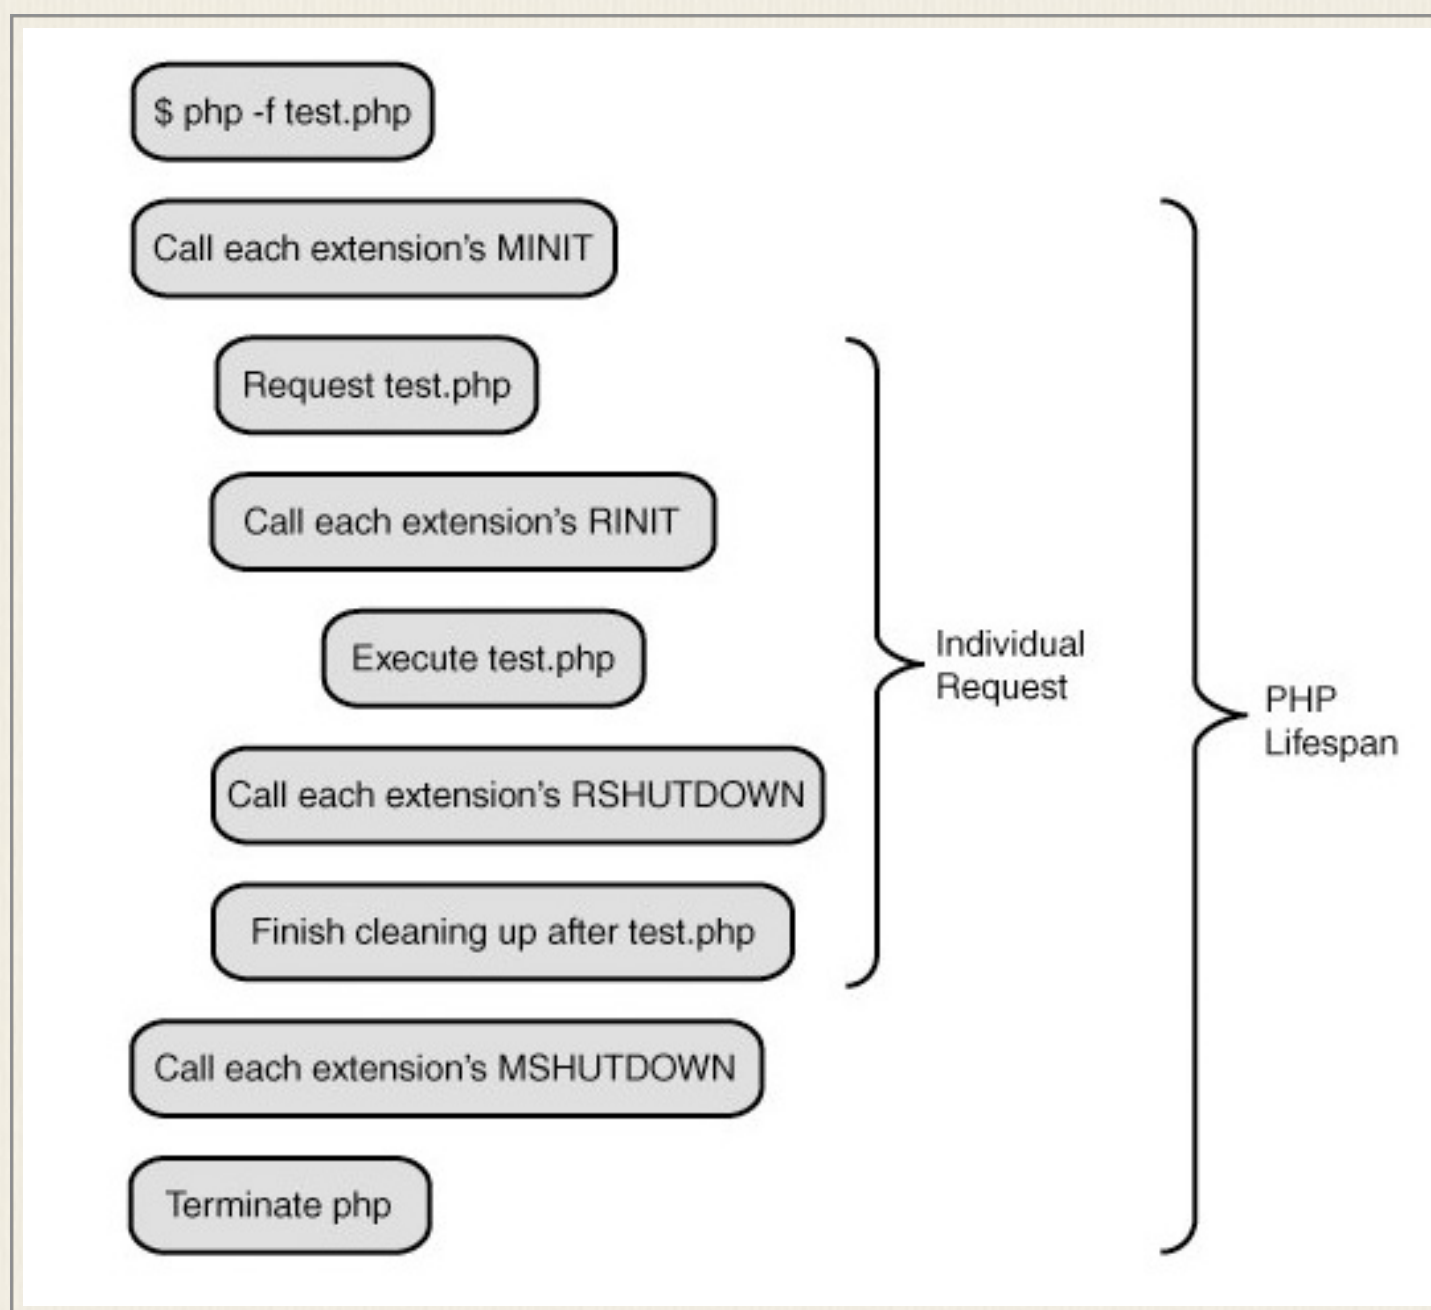 $ php -f test.php
Call each extension’s MINIT
Request test.php
Call each extension’s RINIT
Execute test.php
Call each extension’s RSHUTDOWN
Finish cleaning up after test.php
Call each extension’s MSHUTDOWN
Terminate php
Individual
Request
PHP
Lifespan